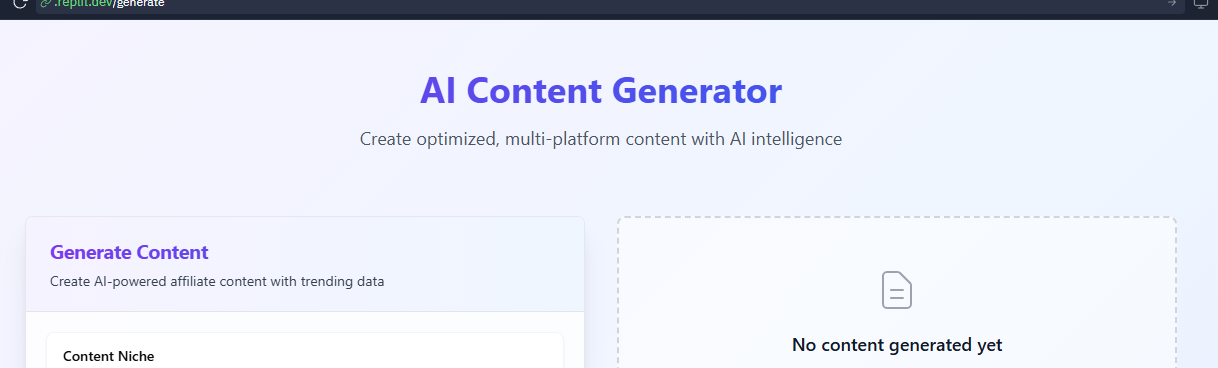 .replit.dev/generate
AI Content Generator
Create optimized, multi-platform content with AI intelligence
Generate Content
Create AI-powered affiliate content with trending data
Content Niche
No content generated yet